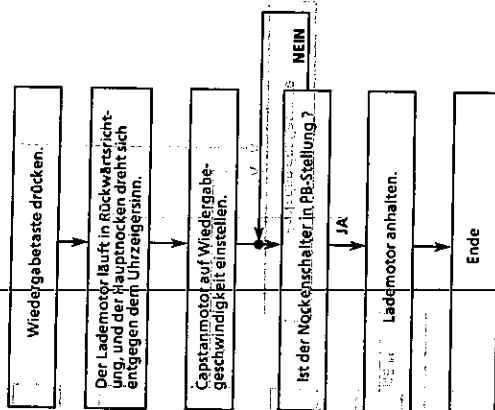 Wiedergabetaste drücken.
Der Lademotor läuft in Rückwärtsricht-
ung, und der Hauptnocken dreht sich
entgegen dem Uhrzeigersinn.
Capstanmotor auf Wiedergabe-
geschwindigkeit einstellen.
Ist der Nockenschalter in PB-Stellung ?
NEIN
JA
Lademotor anhalten.
Ende